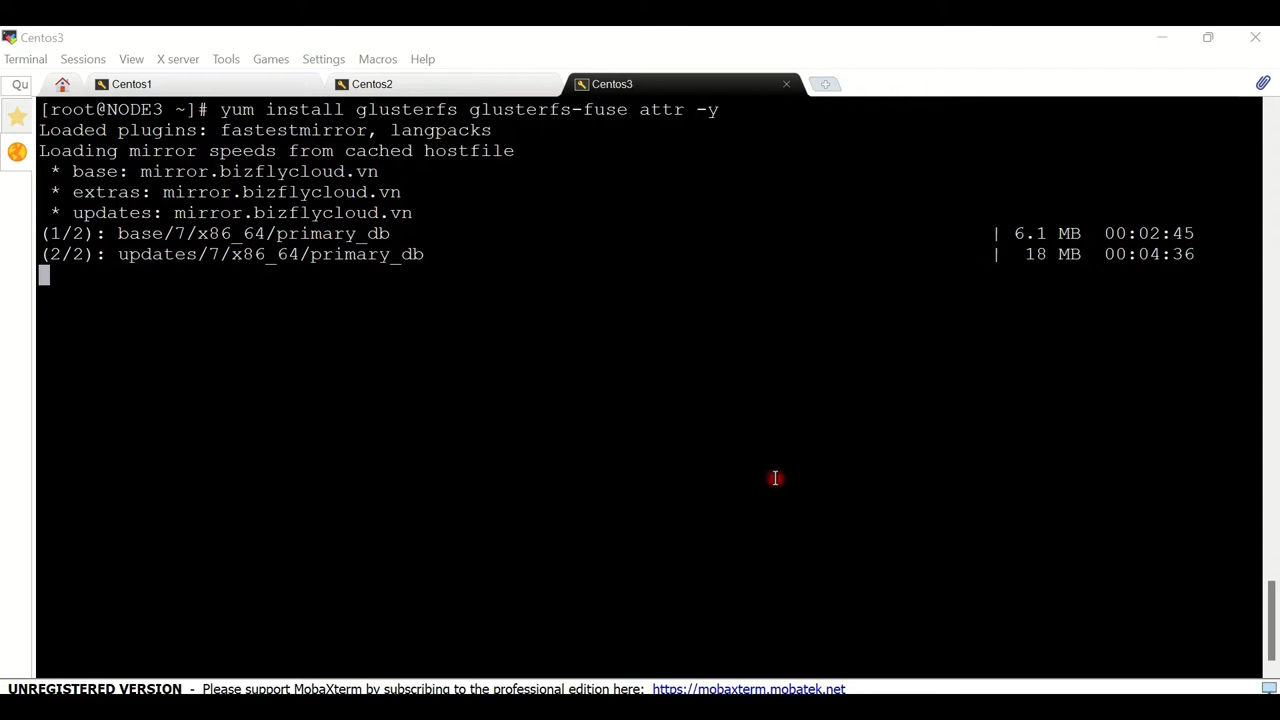 Centos3
Terminal Sessions View X server Tools Games Settings Macros Help
Qu Centos1 Centos2 Centos3
[root@NODE3 ~]# yum install glusterfs glusterfs-fuse attr -y
Loaded plugins: fastestmirror, langpacks
Loading mirror speeds from cached hostfile
* base: mirror.bizflycloud.vn
* extras: mirror.bizflycloud.vn
* updates: mirror.bizflycloud.vn
(1/2): base/7/x86_64/primary_db | 6.1 MB 00:02:45
(2/2): updates/7/x86_64/primary_db | 18 MB 00:04:36
UNREGISTERED VERSION - Please support MobaXterm by subscribing to the professional edition here: https://mobaxterm.mobatek.net